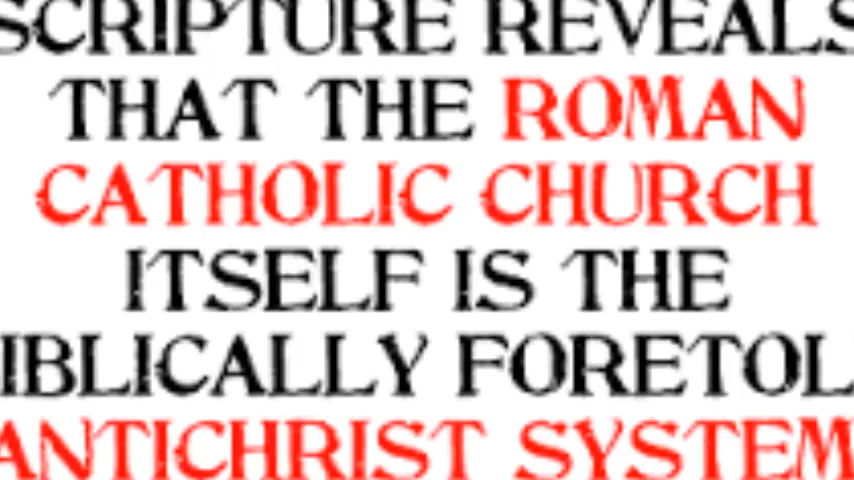 SCRIPTURE REVEALS
THAT THE ROMAN
CATHOLIC CHURCH
ITSELF IS THE
IBLICALLY FORETOL
ANTICHRIST SYSTEM